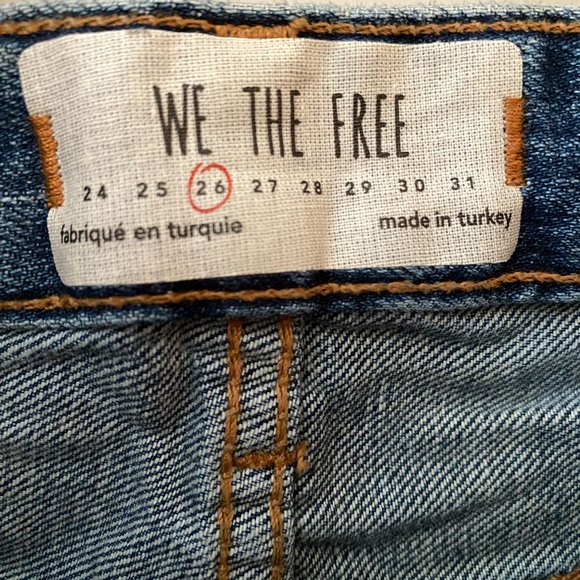 WE THE FREE
24 25 26 27 28 29 30 31
fabriqué en turquie made in turkey